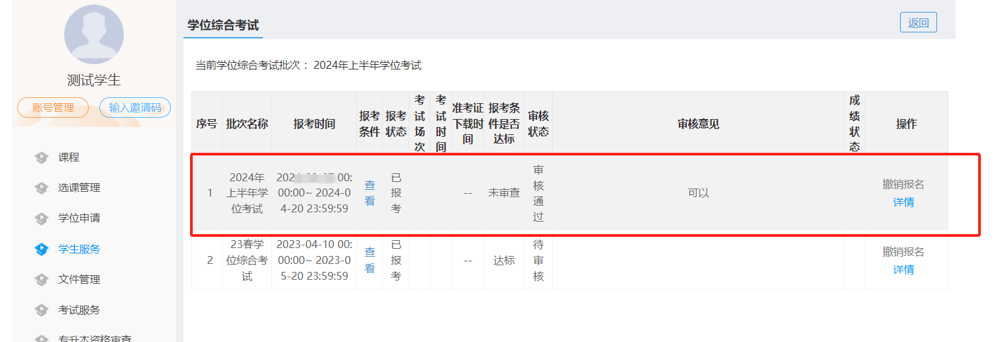 学位综合考试
返回
测试学生
账号管理
输入邀请码
课程
选课管理
学位申请
学生服务
文件管理
考试服务
专升本资格审查
当前学位综合考试批次： 2024年上半年学位考试
序号
批次名称
报考时间
报考
条件
报考
状态
考
试
场
次
考
试
时
间
准考证
下载时
间
报考条
件是否
达标
审核
状态
审核意见
成
绩
状
态
操作
1
2024年
上半年学
位考试
202 00:
00:00~ 2024-0
4-20 23:59:59
查
看
已
报
考
--
未审查
审
核
通
过
可以
撤销报名
详情
2
23春学
位综合考
试
2023-04-10 00:
00:00~ 2023-0
5-20 23:59:59
查
看
已
报
考
--
达标
待
审
核
撤销报名
详情